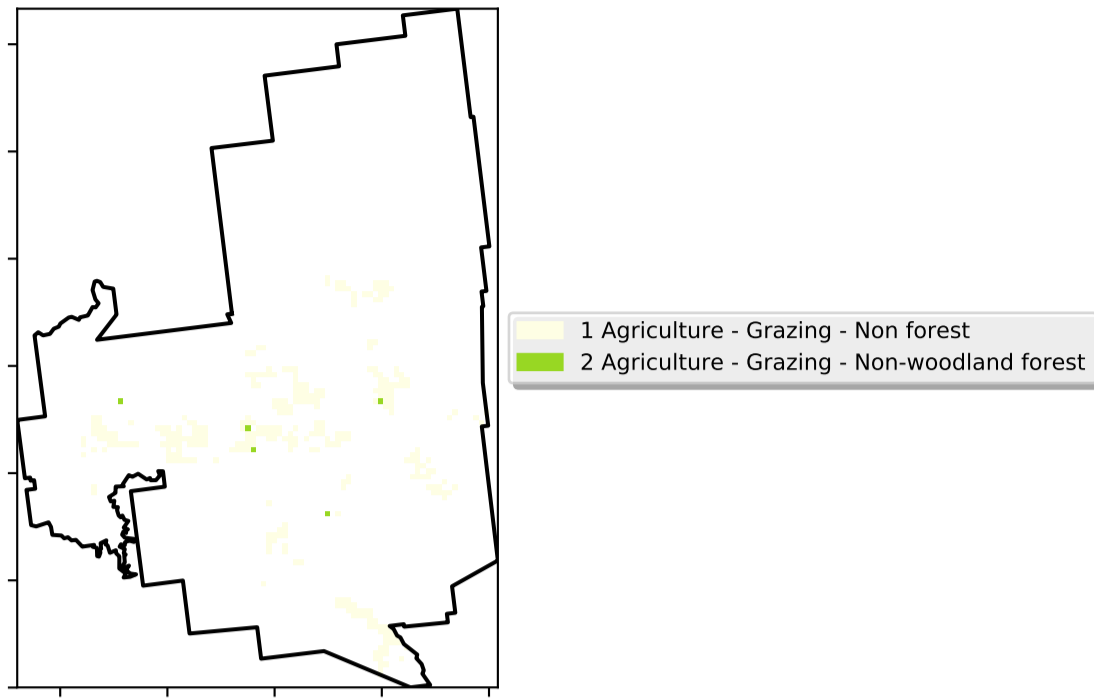 1 Agriculture - Grazing - Non forest
2 Agriculture - Grazing - Non-woodland forest